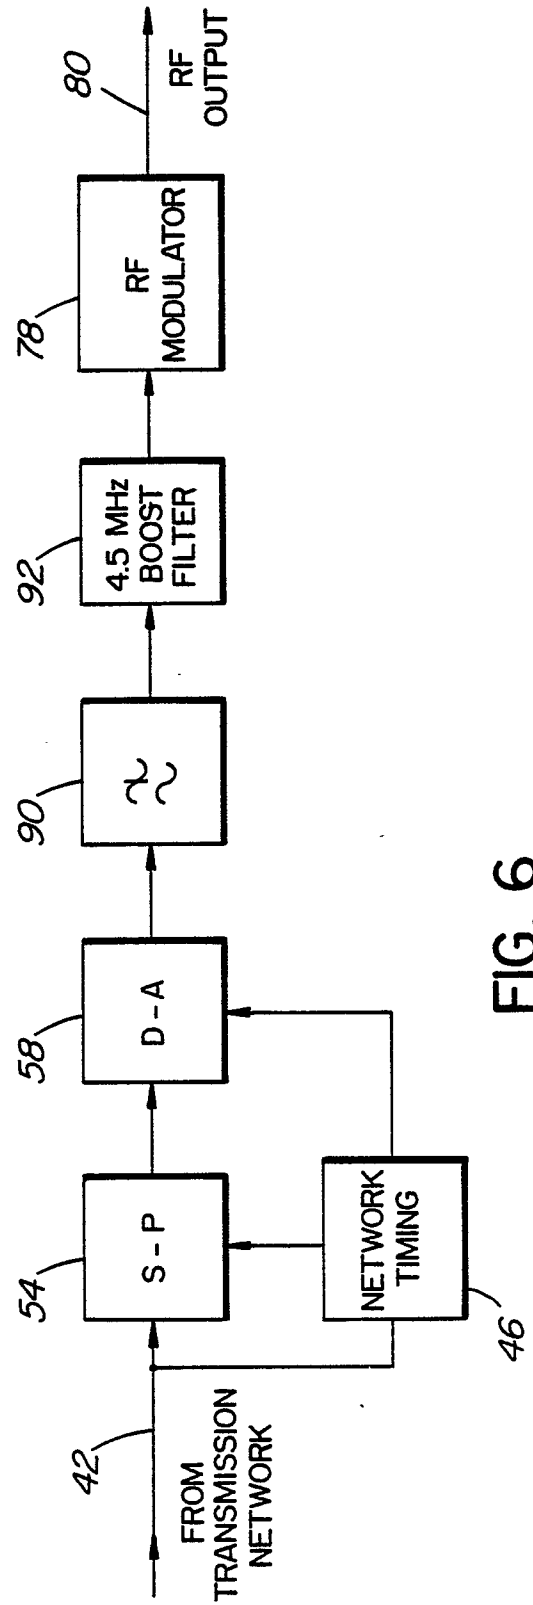 42
FROM
TRANSMISSION
NETWORK
54
S - P
NETWORK
TIMING
46
58
D - A
90
92
4.5 MHz
BOOST
FILTER
78
RF
MODULATOR
80
RF
OUTPUT
FIG. 6